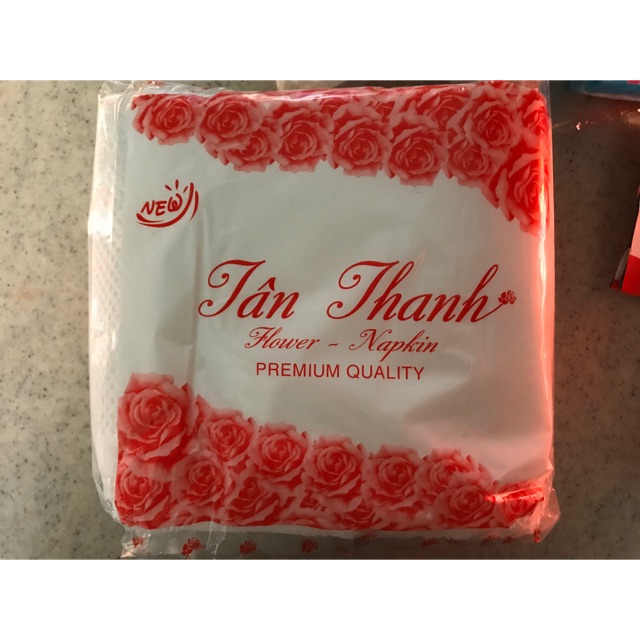 NEW
Tân Thanh
Flower - Napkin
PREMIUM QUALITY